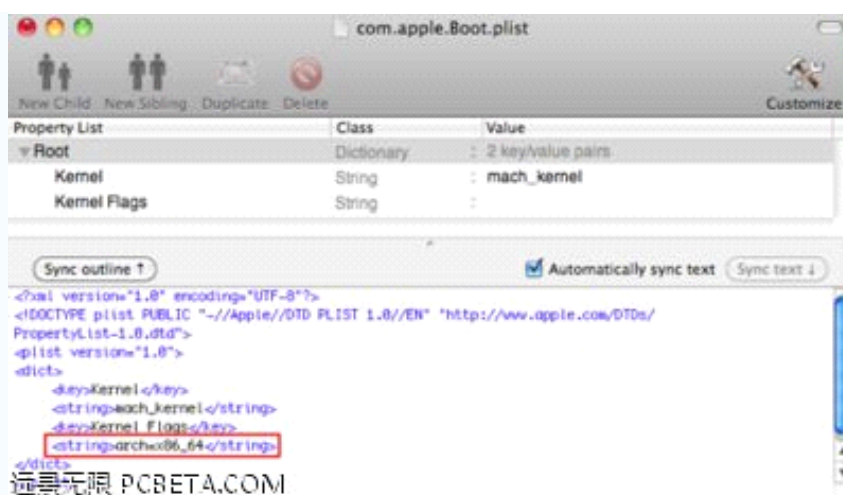 com.apple.Boot.plist
New Child New Sibling Duplicate Delete Customize
Property List Class Value
Root Dictionary : 2 key/value pairs
Kernel String : mach_kernel
Kernel Flags String :
Sync outline ↑ Automatically sync text Sync text ↓
<?xml version="1.0" encoding="UTF-8"?>
<!DOCTYPE plist PUBLIC "-//Apple//DTD PLIST 1.0//EN" "http://www.apple.com/DTDs/
PropertyList-1.0.dtd">
<plist version="1.0">
<dict>
<key>Kernel</key>
<string>mach_kernel</string>
<key>Kernel Flags</key>
<string>arch=x86_64</string>
</dict>
远景无限 PCBETA.COM